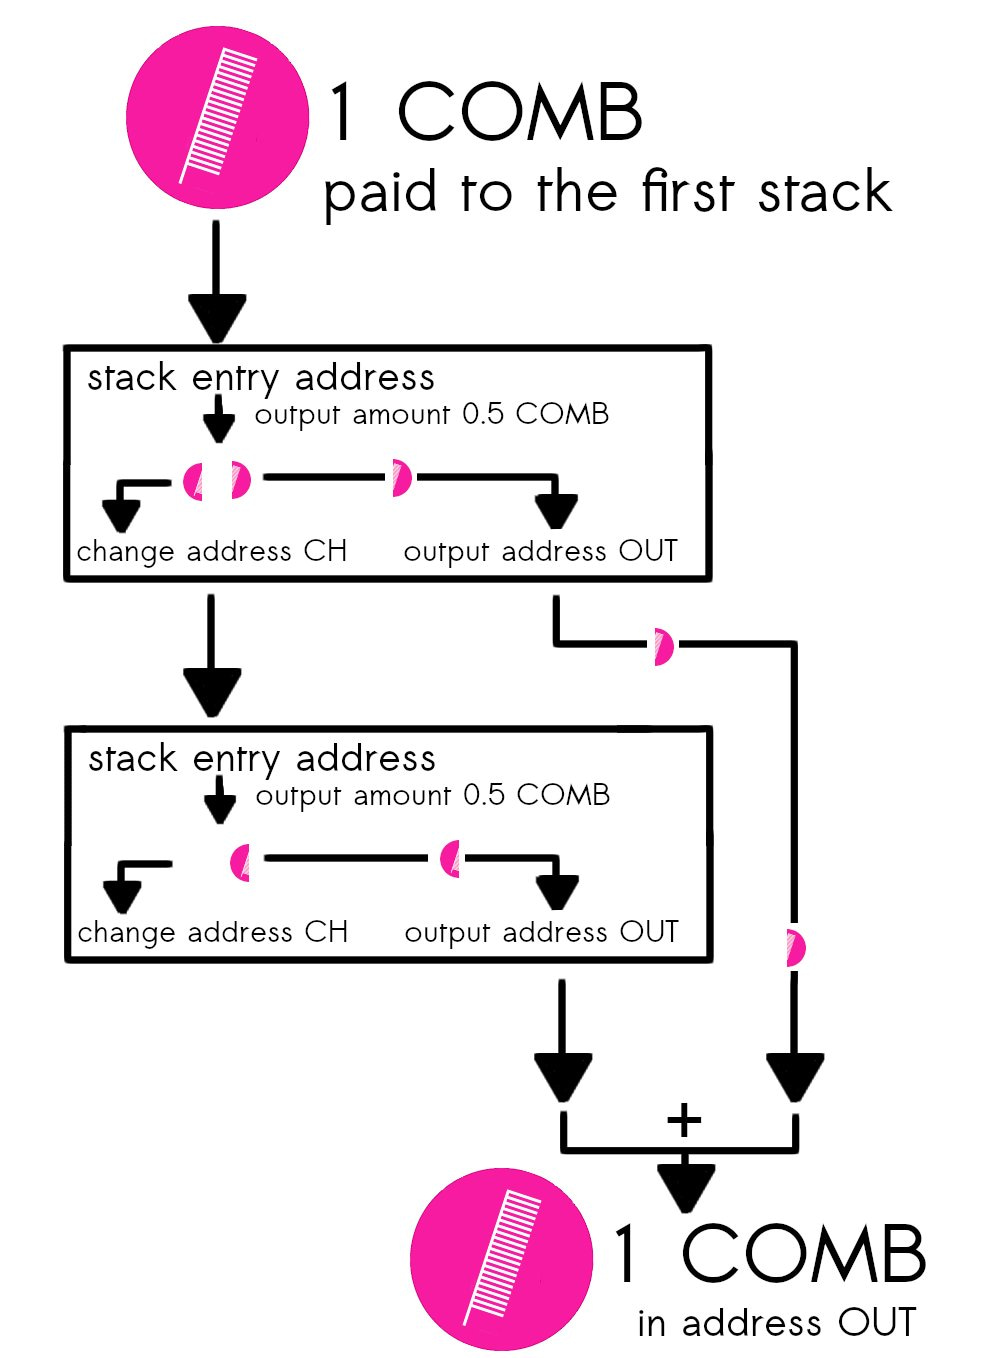 1 COMB
paid to the first stack
stack entry address
output amount 0.5 COMB
change address CH
output address OUT
stack entry address
output amount 0.5 COMB
change address CH
output address OUT
+
1 COMB
in address OUT